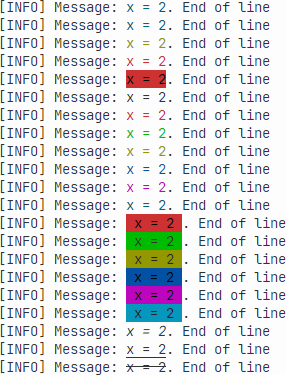 [INFO] Message: x = 2. End of line
[INFO] Message: x = 2. End of line
[INFO] Message: x = 2. End of line
[INFO] Message: x = 2. End of line
[INFO] Message: x = 2. End of line
[INFO] Message: x = 2. End of line
[INFO] Message: x = 2. End of line
[INFO] Message: x = 2. End of line
[INFO] Message: x = 2. End of line
[INFO] Message: x = 2. End of line
[INFO] Message: x = 2. End of line
[INFO] Message: x = 2. End of line
[INFO] Message:  x = 2 . End of line
[INFO] Message:  x = 2 . End of line
[INFO] Message:  x = 2 . End of line
[INFO] Message:  x = 2 . End of line
[INFO] Message:  x = 2 . End of line
[INFO] Message:  x = 2 . End of line
[INFO] Message: x = 2. End of line
[INFO] Message: x = 2. End of line
[INFO] Message: x = 2. End of line